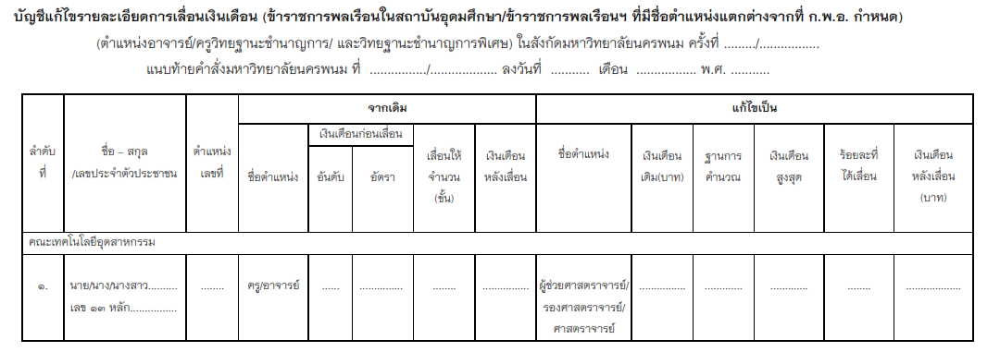 บัญชีแก้ไขรายละเอียดการเลื่อนเงินเดือน (ข้าราชการพลเรือนในสถาบันอุดมศึกษา/ข้าราชการพลเรือนฯ ที่มีชื่อตำแหน่งแตกต่างจากที่ ก.พ.อ. กำหนด)
(ตำแหน่งอาจารย์/ครูวิทยฐานะชำนาญการ/ และวิทยฐานะชำนาญการพิเศษ) ในสังกัดมหาวิทยาลัยนครพนม ครั้งที่ ........./.................
แนบท้ายคำสั่งมหาวิทยาลัยนครพนม ที่ ................/................... ลงวันที่ ........... เดือน ................. พ.ศ. ...........
จากเดิม แก้ไขเป็น
ลำดับ
ที่
ชื่อ – สกุล
/เลขประจำตัวประชาชน
ตำแหน่ง
เลขที่
ชื่อตำแหน่ง
เงินเดือนก่อนเลื่อน
อันดับ
อัตรา
เลื่อนให้
จำนวน
(ขั้น)
เงินเดือน
หลังเลื่อน
ชื่อตำแหน่ง
เงินเดือน
เดิม(บาท)
ฐานการ
คำนวณ
เงินเดือน
สูงสุด
ร้อยละที่
ได้เลื่อน
เงินเดือน
หลังเลื่อน
(บาท)
คณะเทคโนโลยีอุตสาหกรรม
๑. นาย/นาง/นางสาว.......... ........ ครู/อาจารย์ ...... ............... ........ ................ ผู้ช่วยศาสตราจารย์/ ................ ............. ............. ........ ...................
เลข ๑๓ หลัก................ รองศาสตราจารย์/
ศาสตราจารย์